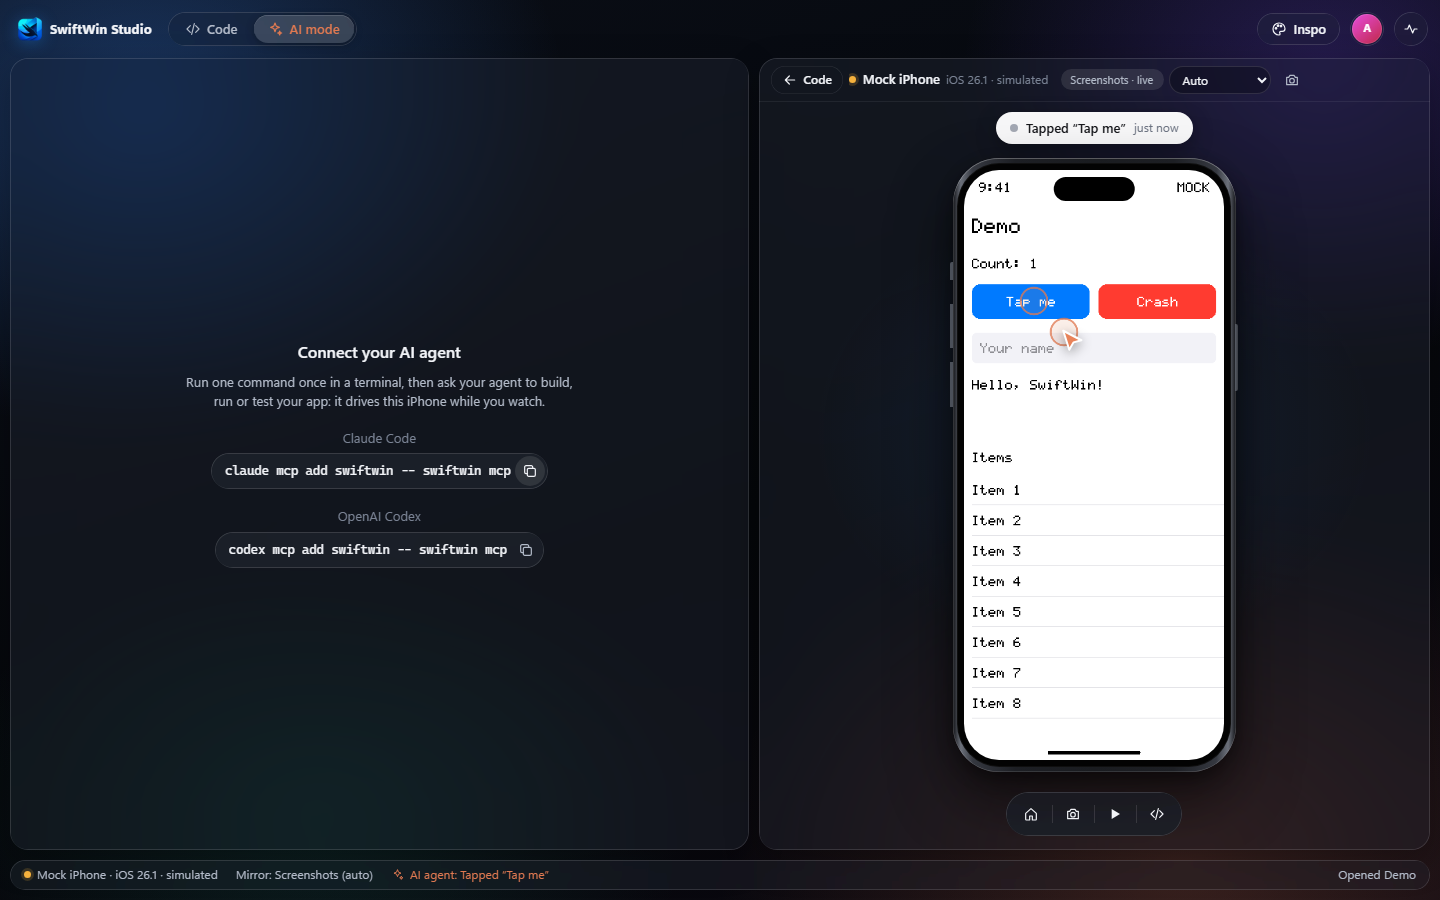 SwiftWin Studio
Code
AI mode
Inspo
A
Connect your AI agent
Run one command once in a terminal, then ask your agent to build,
run or test your app: it drives this iPhone while you watch.
Claude Code
claude mcp add swiftwin -- swiftwin mcp
OpenAI Codex
codex mcp add swiftwin -- swiftwin mcp
Code
Mock iPhone iOS 26.1 · simulated
Screenshots · live
Auto
Tapped “Tap me” just now
9:41
MOCK
Demo
Count: 1
Tap me
Crash
Your name
Hello, SwiftWin!
Items
Item 1
Item 2
Item 3
Item 4
Item 5
Item 6
Item 7
Item 8
Mock iPhone · iOS 26.1 · simulated
Mirror: Screenshots (auto)
AI agent: Tapped “Tap me”
Opened Demo